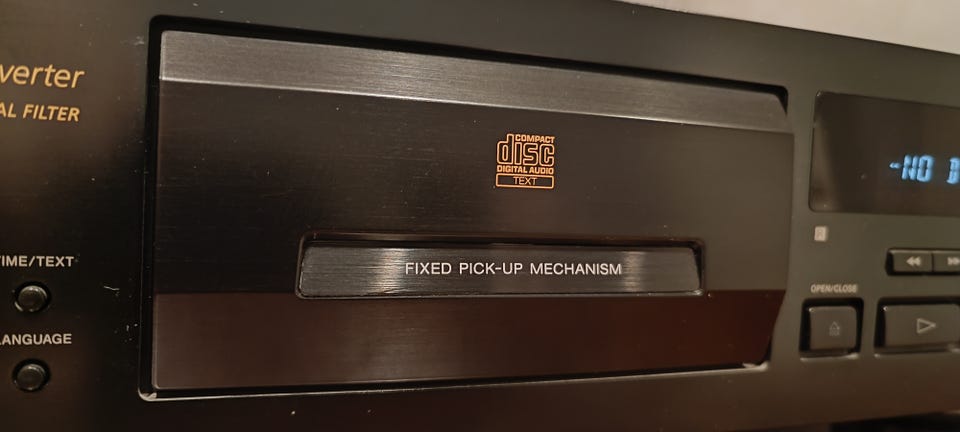 verter
AL FILTER
COMPACT
disc
DIGITAL AUDIO
TEXT
-NO D
TIME/TEXT
FIXED PICK-UP MECHANISM
OPEN/CLOSE
LANGUAGE